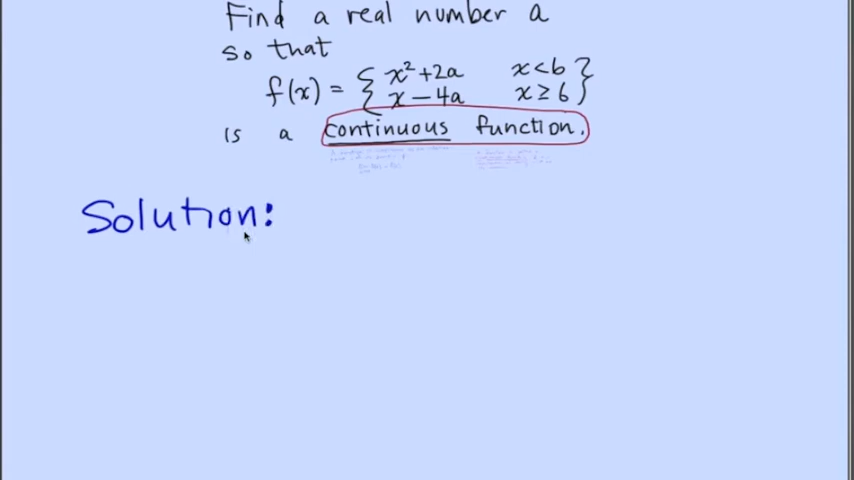 Find a real number a
so that
f(x) = { x² + 2a   x < 6 }
{ x − 4a   x ≥ 6 }
is a continuous function.
Solution: